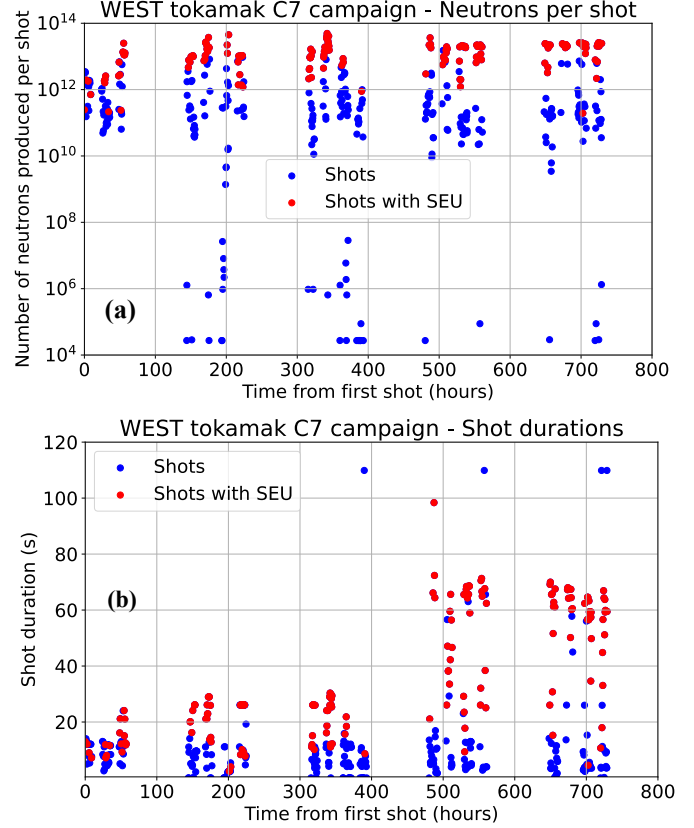 WEST tokamak C7 campaign - Neutrons per shot
Number of neutrons produced per shot
10^14
10^12
10^10
10^8
10^6
10^4
Shots
Shots with SEU
(a)
0 100 200 300 400 500 600 700 800
Time from first shot (hours)
WEST tokamak C7 campaign - Shot durations
Shot duration (s)
120
100
80
60
40
20
Shots
Shots with SEU
(b)
0 100 200 300 400 500 600 700 800
Time from first shot (hours)